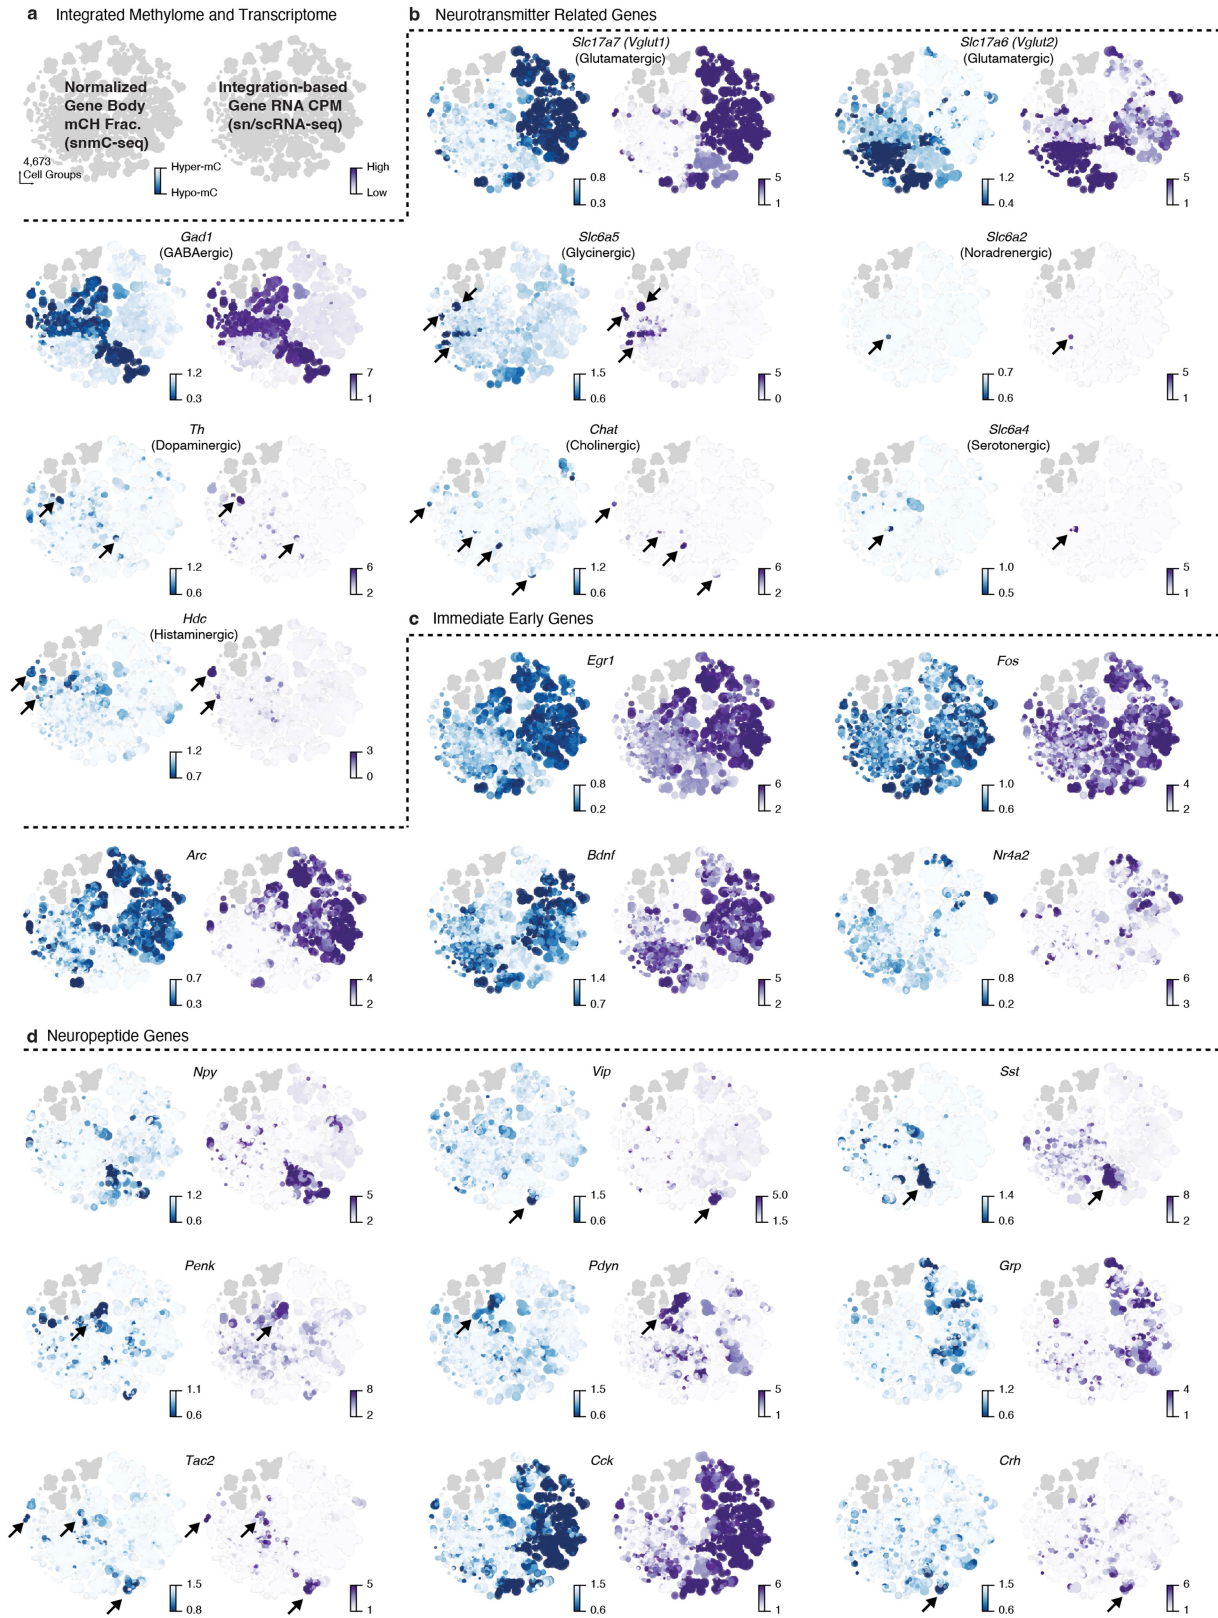 a Integrated Methylome and Transcriptome
Normalized
Gene Body
mCH Frac.
(snmC-seq)
Integration-based
Gene RNA CPM
(sn/scRNA-seq)
4,673
Cell Groups
Hyper-mC
Hypo-mC
High
Low
b Neurotransmitter Related Genes
Slc17a7 (Vglut1)
(Glutamatergic)
0.8
0.3
5
1
Slc17a6 (Vglut2)
(Glutamatergic)
1.2
0.4
5
1
Gad1
(GABAergic)
1.2
0.3
7
1
Slc6a5
(Glycinergic)
1.5
0.6
5
0
Slc6a2
(Noradrenergic)
0.7
0.6
5
1
Th
(Dopaminergic)
1.2
0.6
6
2
Chat
(Cholinergic)
1.2
0.6
6
2
Slc6a4
(Serotonergic)
1.0
0.5
5
1
Hdc
(Histaminergic)
1.2
0.7
3
0
c Immediate Early Genes
Egr1
0.8
0.2
6
2
Fos
1.0
0.6
4
2
Arc
0.7
0.3
4
2
Bdnf
1.4
0.7
5
2
Nr4a2
0.8
0.2
6
3
d Neuropeptide Genes
Npy
1.2
0.6
5
2
Vip
1.5
0.6
5.0
1.5
Sst
1.4
0.6
8
2
Penk
1.1
0.6
8
2
Pdyn
1.5
0.6
5
1
Grp
1.2
0.6
4
1
Tac2
1.5
0.8
5
1
Cck
1.5
0.6
6
1
Crh
1.5
0.6
6
1